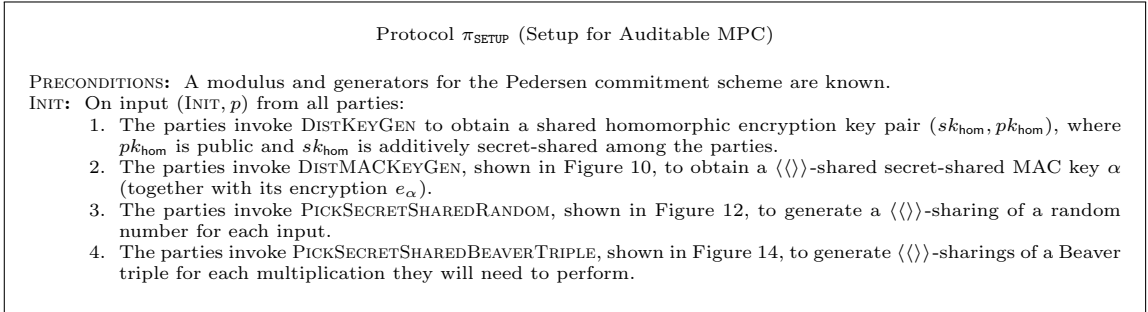 Protocol π_SETUP (Setup for Auditable MPC)
PRECONDITIONS: A modulus and generators for the Pedersen commitment scheme are known.
INIT: On input (INIT, p) from all parties:
1. The parties invoke DISTKEYGEN to obtain a shared homomorphic encryption key pair (sk_hom, pk_hom), where
pk_hom is public and sk_hom is additively secret-shared among the parties.
2. The parties invoke DISTMACKEYGEN, shown in Figure 10, to obtain a ⟨⟨⟩⟩-shared secret-shared MAC key α
(together with its encryption e_α).
3. The parties invoke PICKSECRETSHAREDRANDOM, shown in Figure 12, to generate a ⟨⟨⟩⟩-sharing of a random
number for each input.
4. The parties invoke PICKSECRETSHAREDBEAVERTRIPLE, shown in Figure 14, to generate ⟨⟨⟩⟩-sharings of a Beaver
triple for each multiplication they will need to perform.